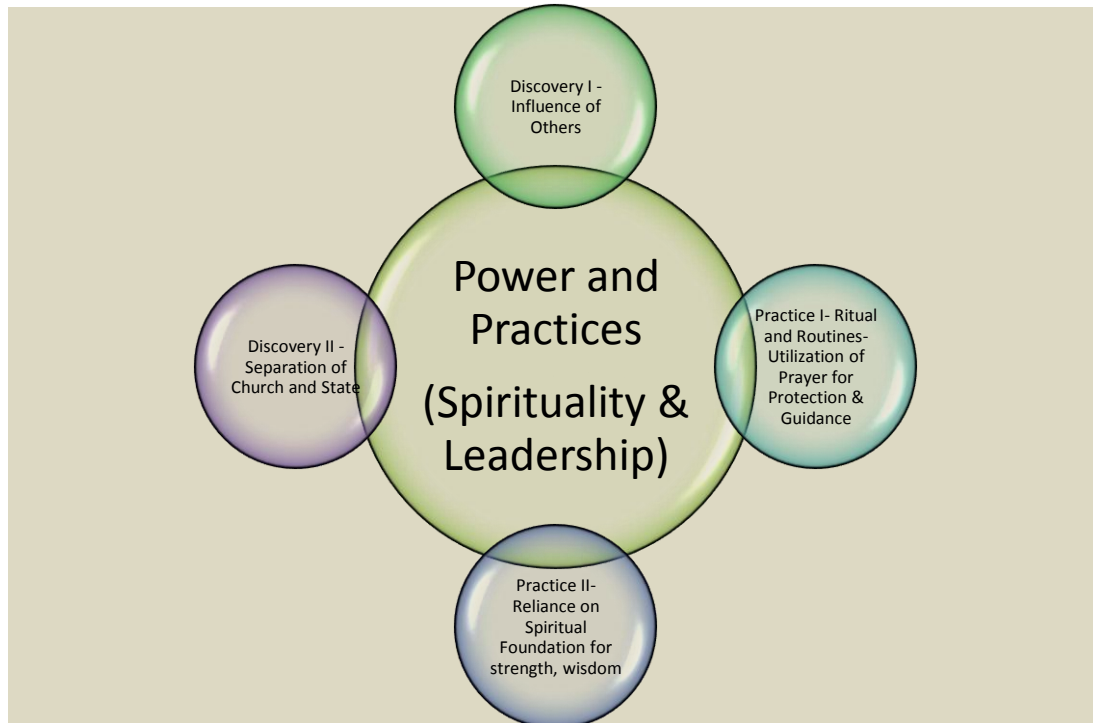 Discovery I -
Influence of
Others
Power and
Practices
(Spirituality &
Leadership)
Practice I- Ritual
and Routines-
Utilization of
Prayer for
Protection &
Guidance
Practice II-
Reliance on
Spiritual
Foundation for
strength, wisdom
Discovery II -
Separation of
Church and State